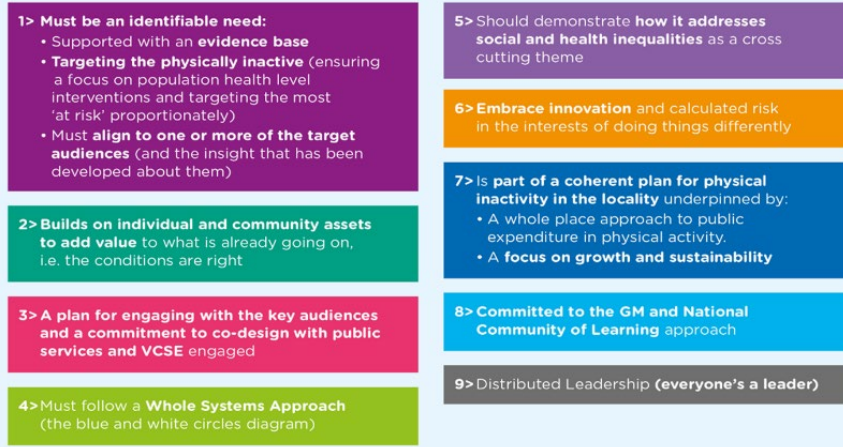 1> Must be an identifiable need:
• Supported with an evidence base
• Targeting the physically inactive (ensuring
a focus on population health level
interventions and targeting the most
‘at risk’ proportionately)
• Must align to one or more of the target
audiences (and the insight that has been
developed about them)
2> Builds on individual and community assets
to add value to what is already going on,
i.e. the conditions are right
3> A plan for engaging with the key audiences
and a commitment to co-design with public
services and VCSE engaged
4> Must follow a Whole Systems Approach
(the blue and white circles diagram)
5> Should demonstrate how it addresses
social and health inequalities as a cross
cutting theme
6> Embrace innovation and calculated risk
in the interests of doing things differently
7> Is part of a coherent plan for physical
inactivity in the locality underpinned by:
• A whole place approach to public
expenditure in physical activity.
• A focus on growth and sustainability
8> Committed to the GM and National
Community of Learning approach
9> Distributed Leadership (everyone’s a leader)